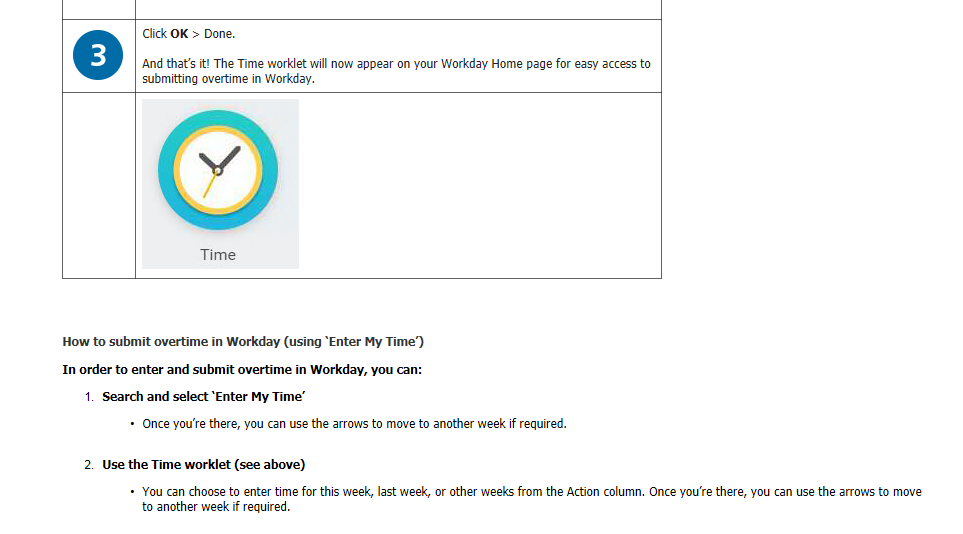 3
Click OK > Done.
And that's it! The Time worklet will now appear on your Workday Home page for easy access to
submitting overtime in Workday.
Time
How to submit overtime in Workday (using ‘Enter My Time’)
In order to enter and submit overtime in Workday, you can:
1. Search and select ‘Enter My Time’
• Once you're there, you can use the arrows to move to another week if required.
2. Use the Time worklet (see above)
• You can choose to enter time for this week, last week, or other weeks from the Action column. Once you're there, you can use the arrows to move
to another week if required.